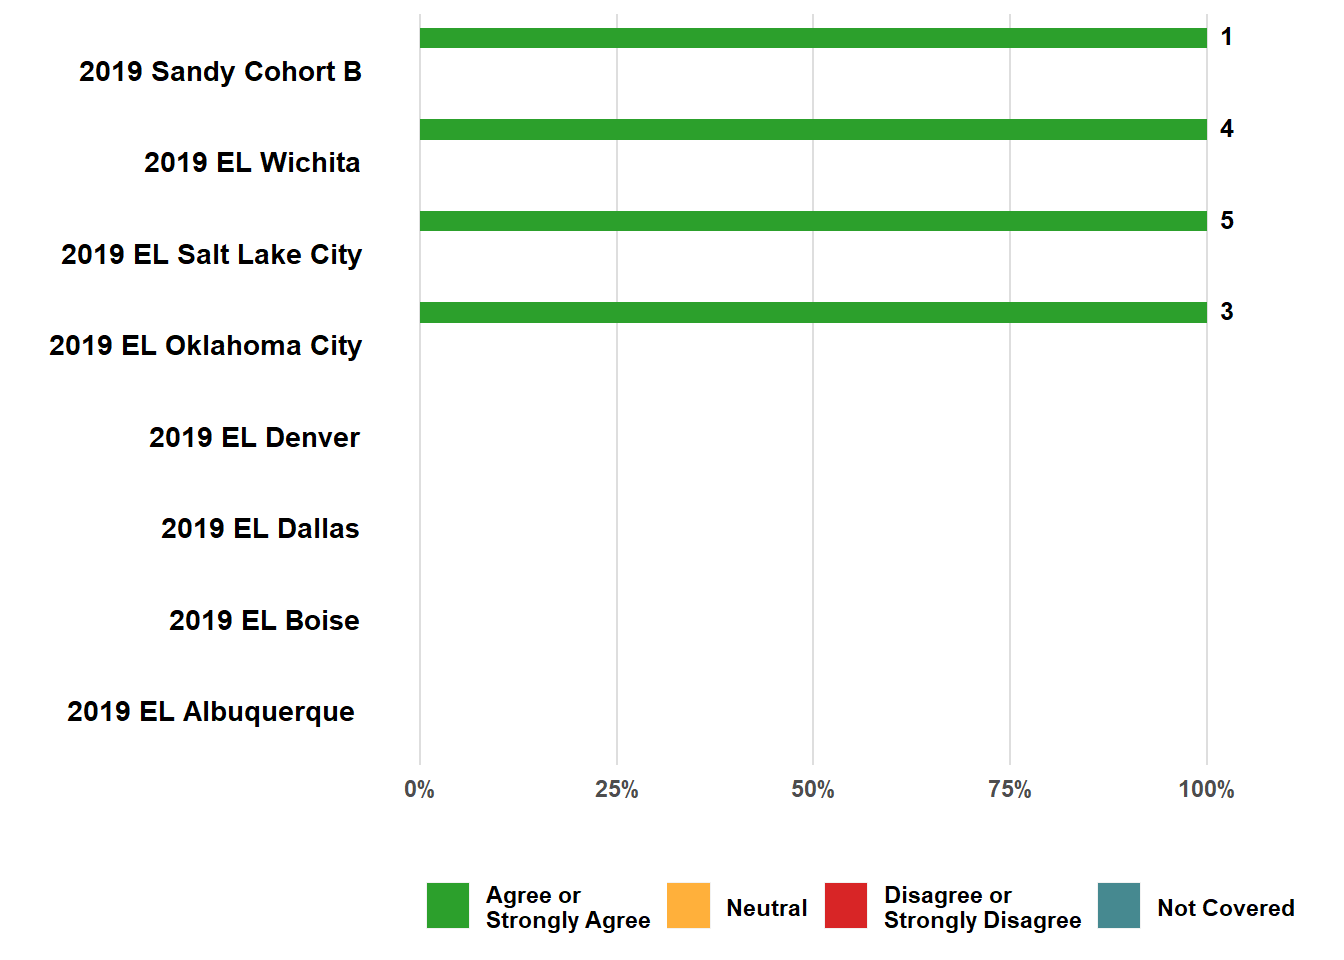 1
2019 Sandy Cohort B
4
2019 EL Wichita
5
2019 EL Salt Lake City
3
2019 EL Oklahoma City
2019 EL Denver
2019 EL Dallas
2019 EL Boise
2019 EL Albuquerque
0% 25% 50% 75% 100%
Agree or
Strongly Agree
Neutral
Disagree or
Strongly Disagree
Not Covered